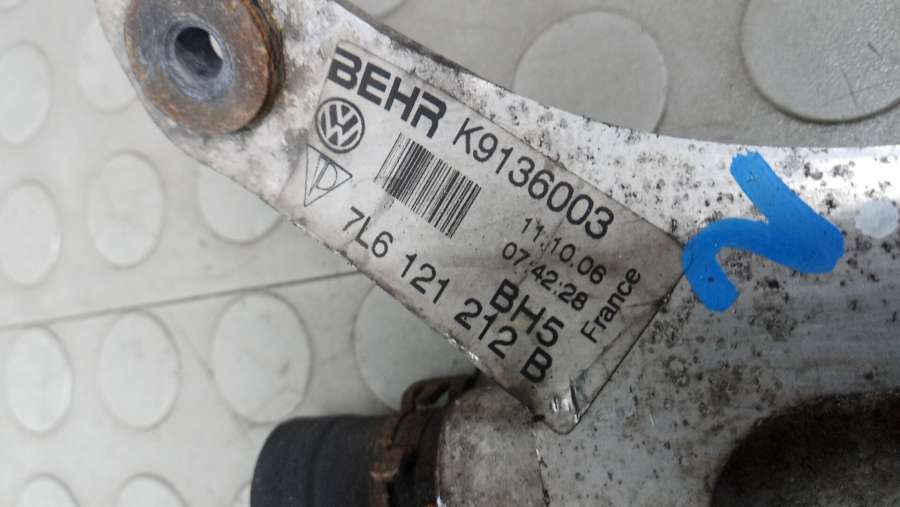 BEHR
K9136003
11.10.06
07:42:28
BH5
France
7L6 121 212 B